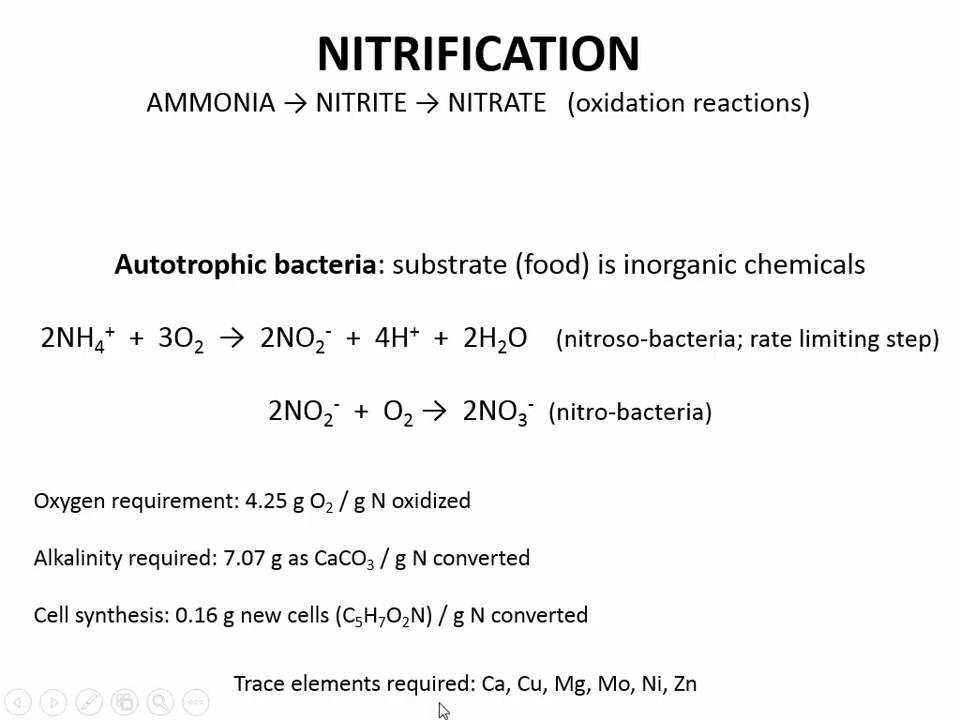 NITRIFICATION
AMMONIA → NITRITE → NITRATE (oxidation reactions)
Autotrophic bacteria: substrate (food) is inorganic chemicals
2NH₄⁺ + 3O₂ → 2NO₂⁻ + 4H⁺ + 2H₂O (nitroso-bacteria; rate limiting step)
2NO₂⁻ + O₂ → 2NO₃⁻ (nitro-bacteria)
Oxygen requirement: 4.25 g O₂ / g N oxidized
Alkalinity required: 7.07 g as CaCO₃ / g N converted
Cell synthesis: 0.16 g new cells (C₅H₇O₂N) / g N converted
Trace elements required: Ca, Cu, Mg, Mo, Ni, Zn